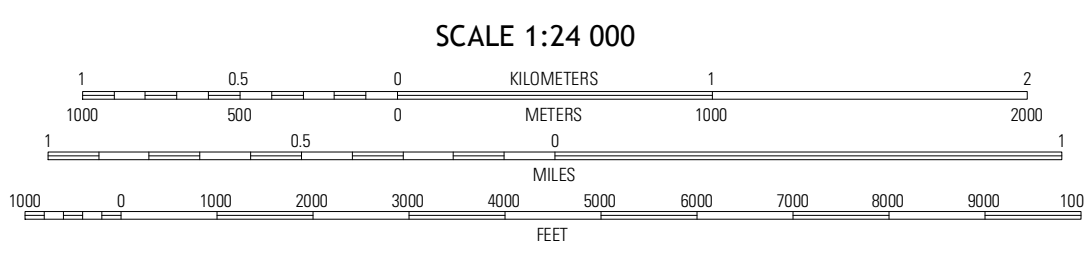 SCALE 1:24 000
1 0.5 0 KILOMETERS 1 2
1000 500 0 METERS 1000 2000
1 0.5 0 1
MILES
1000 0 1000 2000 3000 4000 5000 6000 7000 8000 9000 100
FEET